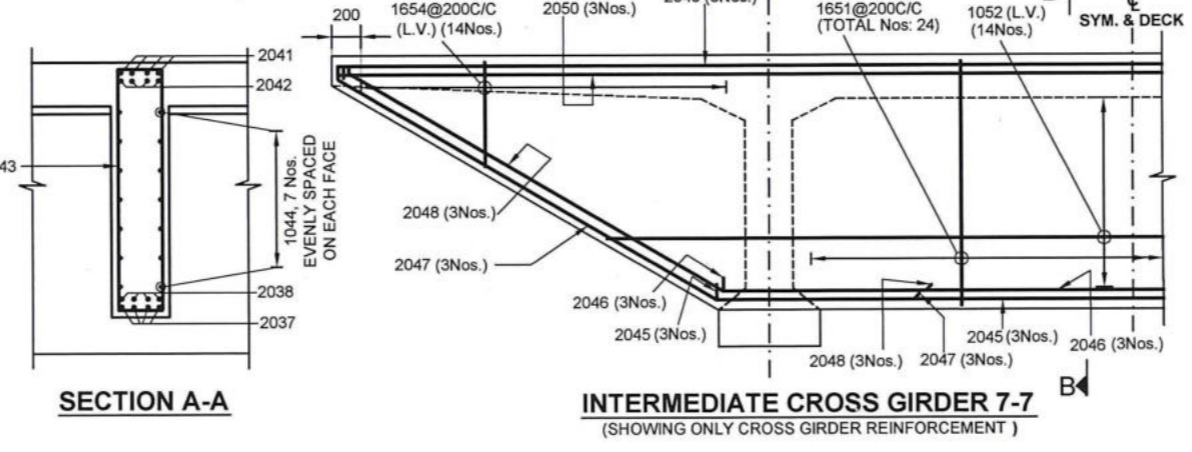 200
1654@200C/C
(L.V.) (14Nos.)
2050 (3Nos.)
1651@200C/C
(TOTAL Nos: 24)
1052 (L.V.)
(14Nos.)
℄
SYM. & DECK
2041
2042
43
1044, 7 Nos.
EVENLY SPACED
ON EACH FACE
2038
2037
2048 (3Nos.)
2047 (3Nos.)
2046 (3Nos.)
2045 (3Nos.)
2048 (3Nos.)
2047 (3Nos.)
2045 (3Nos.)
2046 (3Nos.)
B
SECTION A-A
INTERMEDIATE CROSS GIRDER 7-7
(SHOWING ONLY CROSS GIRDER REINFORCEMENT )